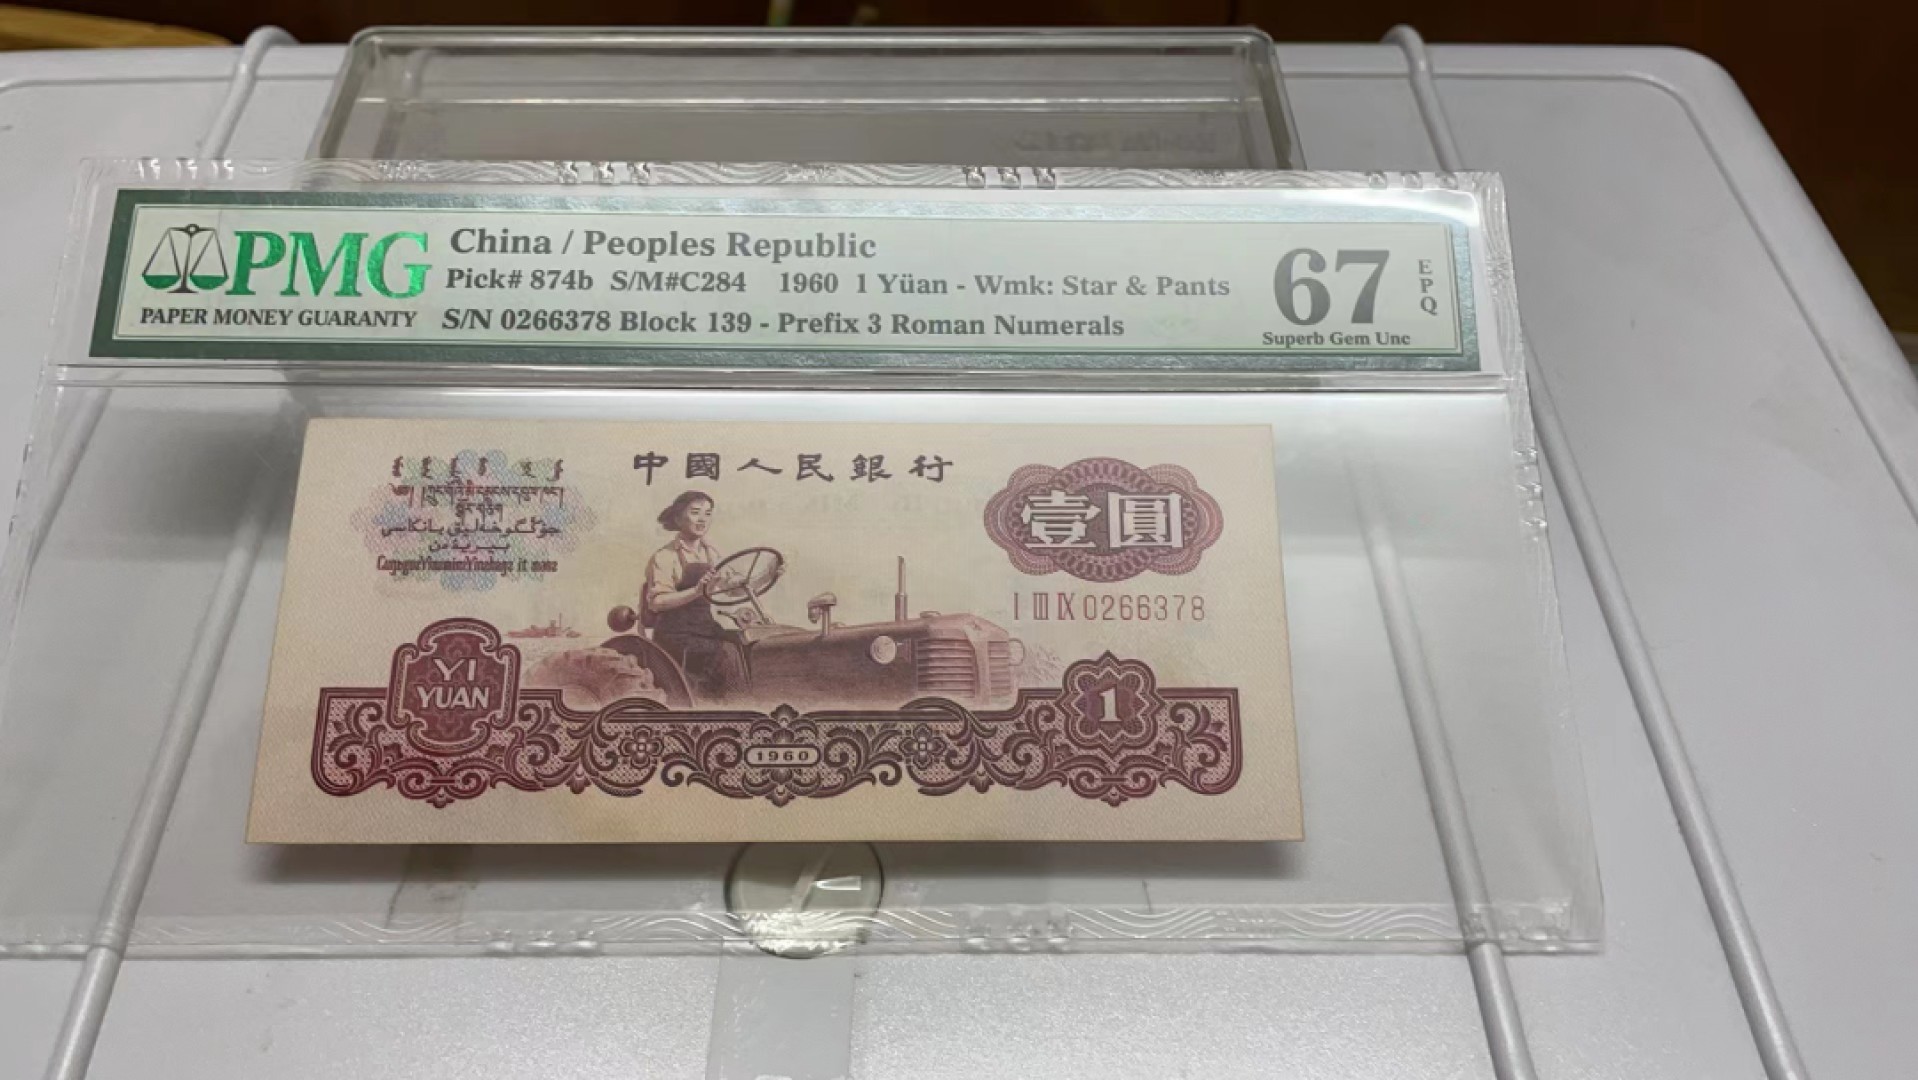 PMG
PAPER MONEY GUARANTY
China / Peoples Republic
Pick# 874b S/M#C284 1960 1 Yüan - Wmk: Star & Pants
S/N 0266378 Block 139 - Prefix 3 Roman Numerals
67
EPQ
Superb Gem Unc
中國人民銀行
壹圓
I III IX 0266378
YI
YUAN
1960
1